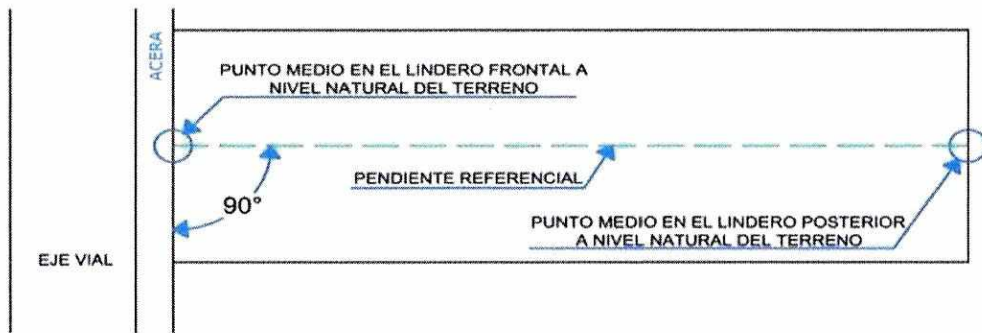 ACERA
PUNTO MEDIO EN EL LINDERO FRONTAL A
NIVEL NATURAL DEL TERRENO
PENDIENTE REFERENCIAL
90°
PUNTO MEDIO EN EL LINDERO POSTERIOR
A NIVEL NATURAL DEL TERRENO
EJE VIAL